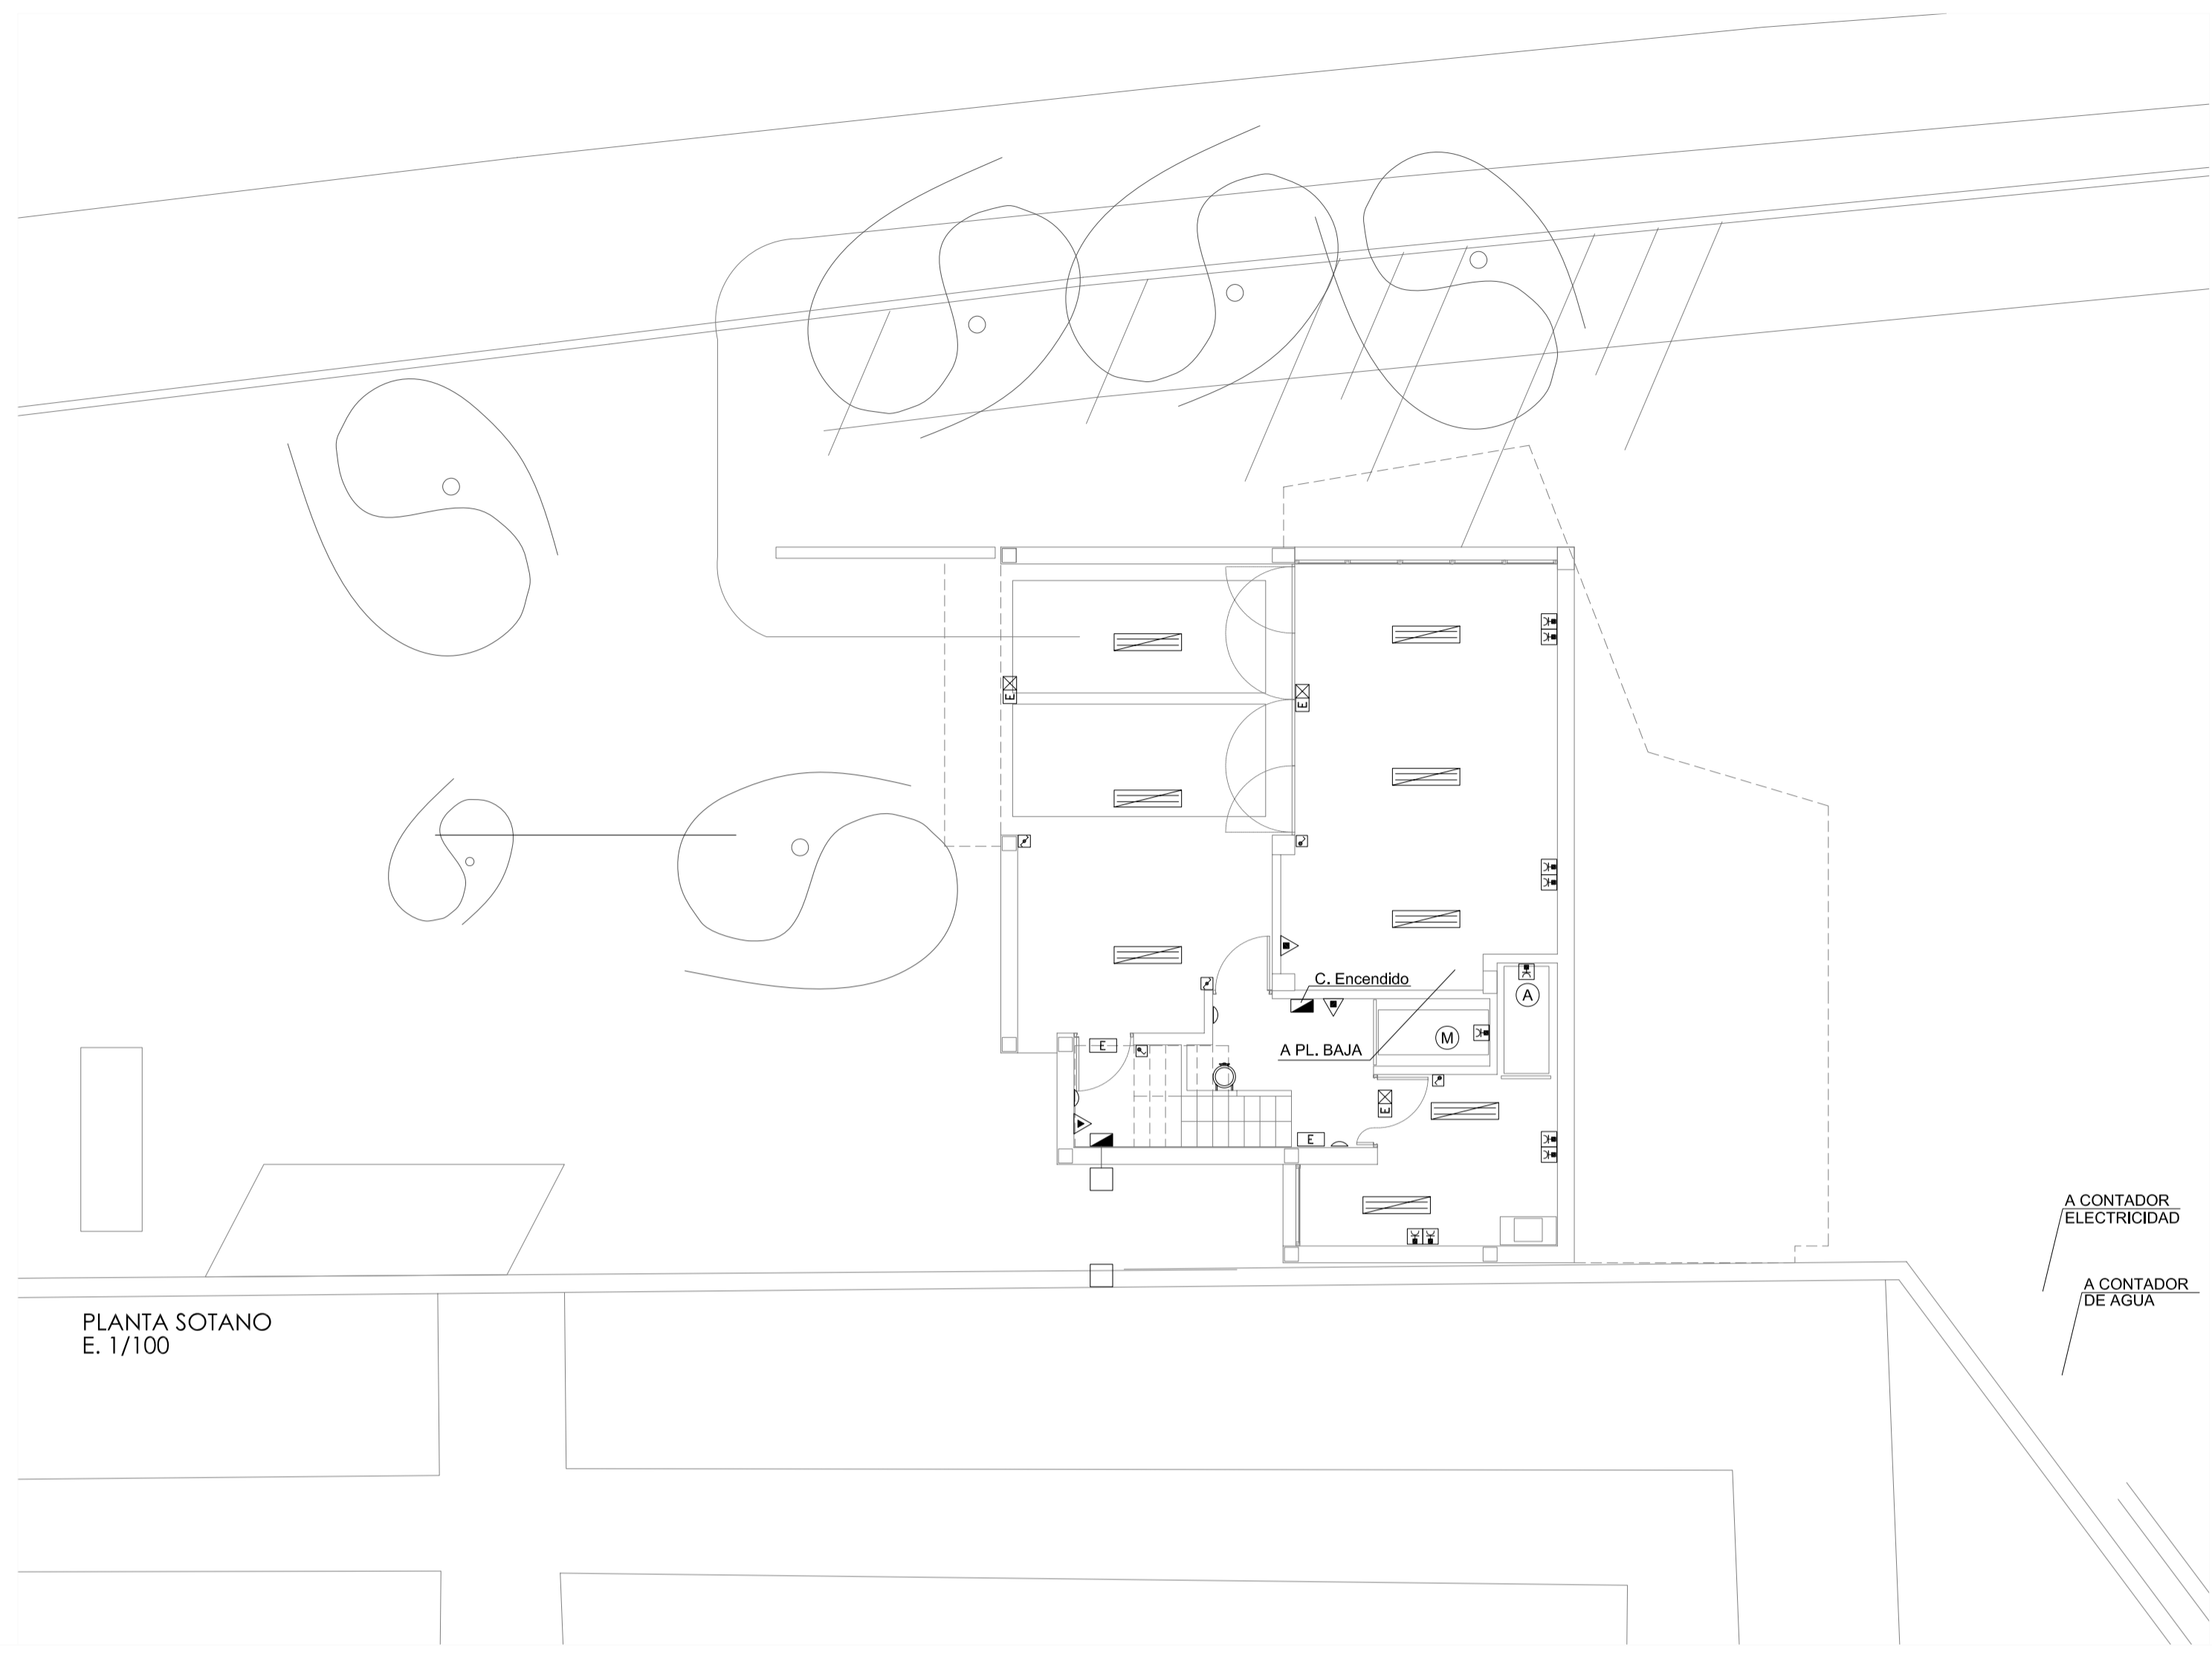 E
E
C. Encendido
A
M
A PL. BAJA
E
E
E
A CONTADOR
ELECTRICIDAD
A CONTADOR
DE AGUA
PLANTA SOTANO
E. 1/100